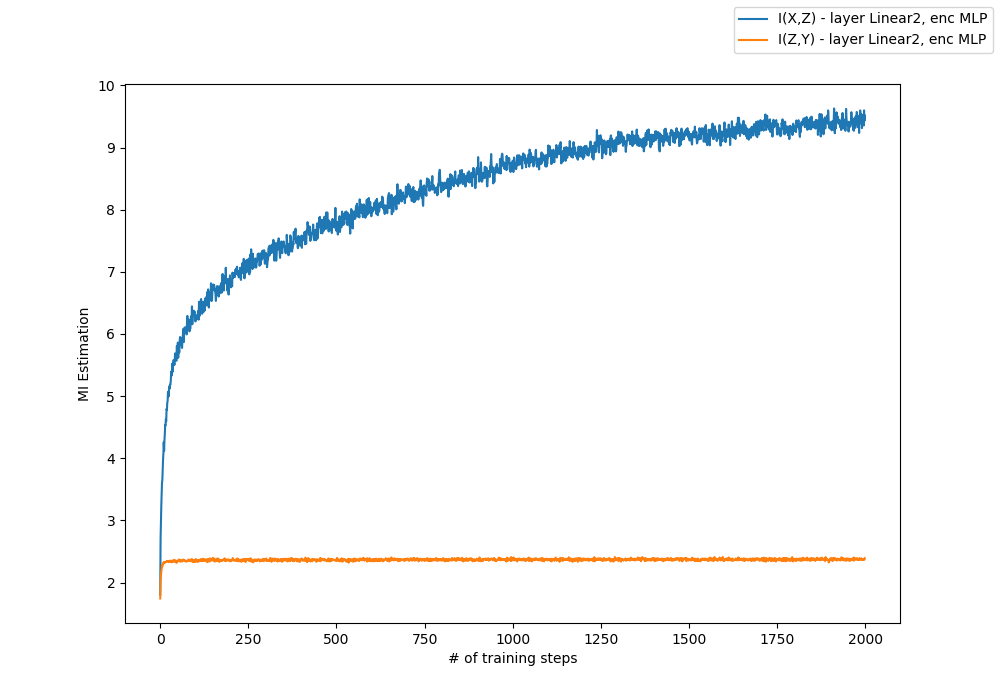 I(X,Z) - layer Linear2, enc MLP
I(Z,Y) - layer Linear2, enc MLP
10
9
8
7
6
5
4
3
2
MI Estimation
0 250 500 750 1000 1250 1500 1750 2000
# of training steps